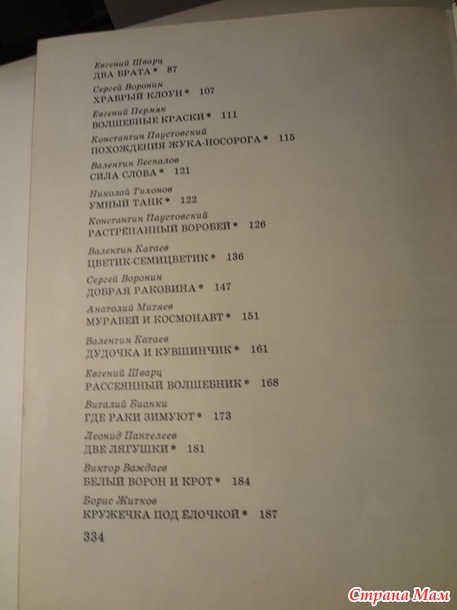 Евгений Шварц
ДВА БРАТА* 87
Сергей Воронин
ХРАБРЫЙ КЛОУН* 107
Евгений Пермяк
ВОЛШЕБНЫЕ КРАСКИ* 111
Константин Паустовский
ПОХОЖДЕНИЯ ЖУКА-НОСОРОГА* 115
Валентин Беспалов
СИЛА СЛОВА* 121
Николай Тихонов
УМНЫЙ ТАНК* 122
Константин Паустовский
РАСТРЁПАННЫЙ ВОРОБЕЙ* 126
Валентин Катаев
ЦВЕТИК-СЕМИЦВЕТИК* 136
Сергей Воронин
ДОБРАЯ РАКОВИНА* 147
Анатолий Митяев
МУРАВЕЙ И КОСМОНАВТ* 151
Валентин Катаев
ДУДОЧКА И КУВШИНЧИК* 161
Евгений Шварц
РАССЕЯННЫЙ ВОЛШЕБНИК* 168
Виталий Бианки
ГДЕ РАКИ ЗИМУЮТ* 173
Леонид Пантелеев
ДВЕ ЛЯГУШКИ* 181
Виктор Важдаев
БЕЛЫЙ ВОРОН И КРОТ* 184
Борис Житков
КРУЖЕЧКА ПОД ЁЛОЧКОЙ* 187
334
Страна Мам